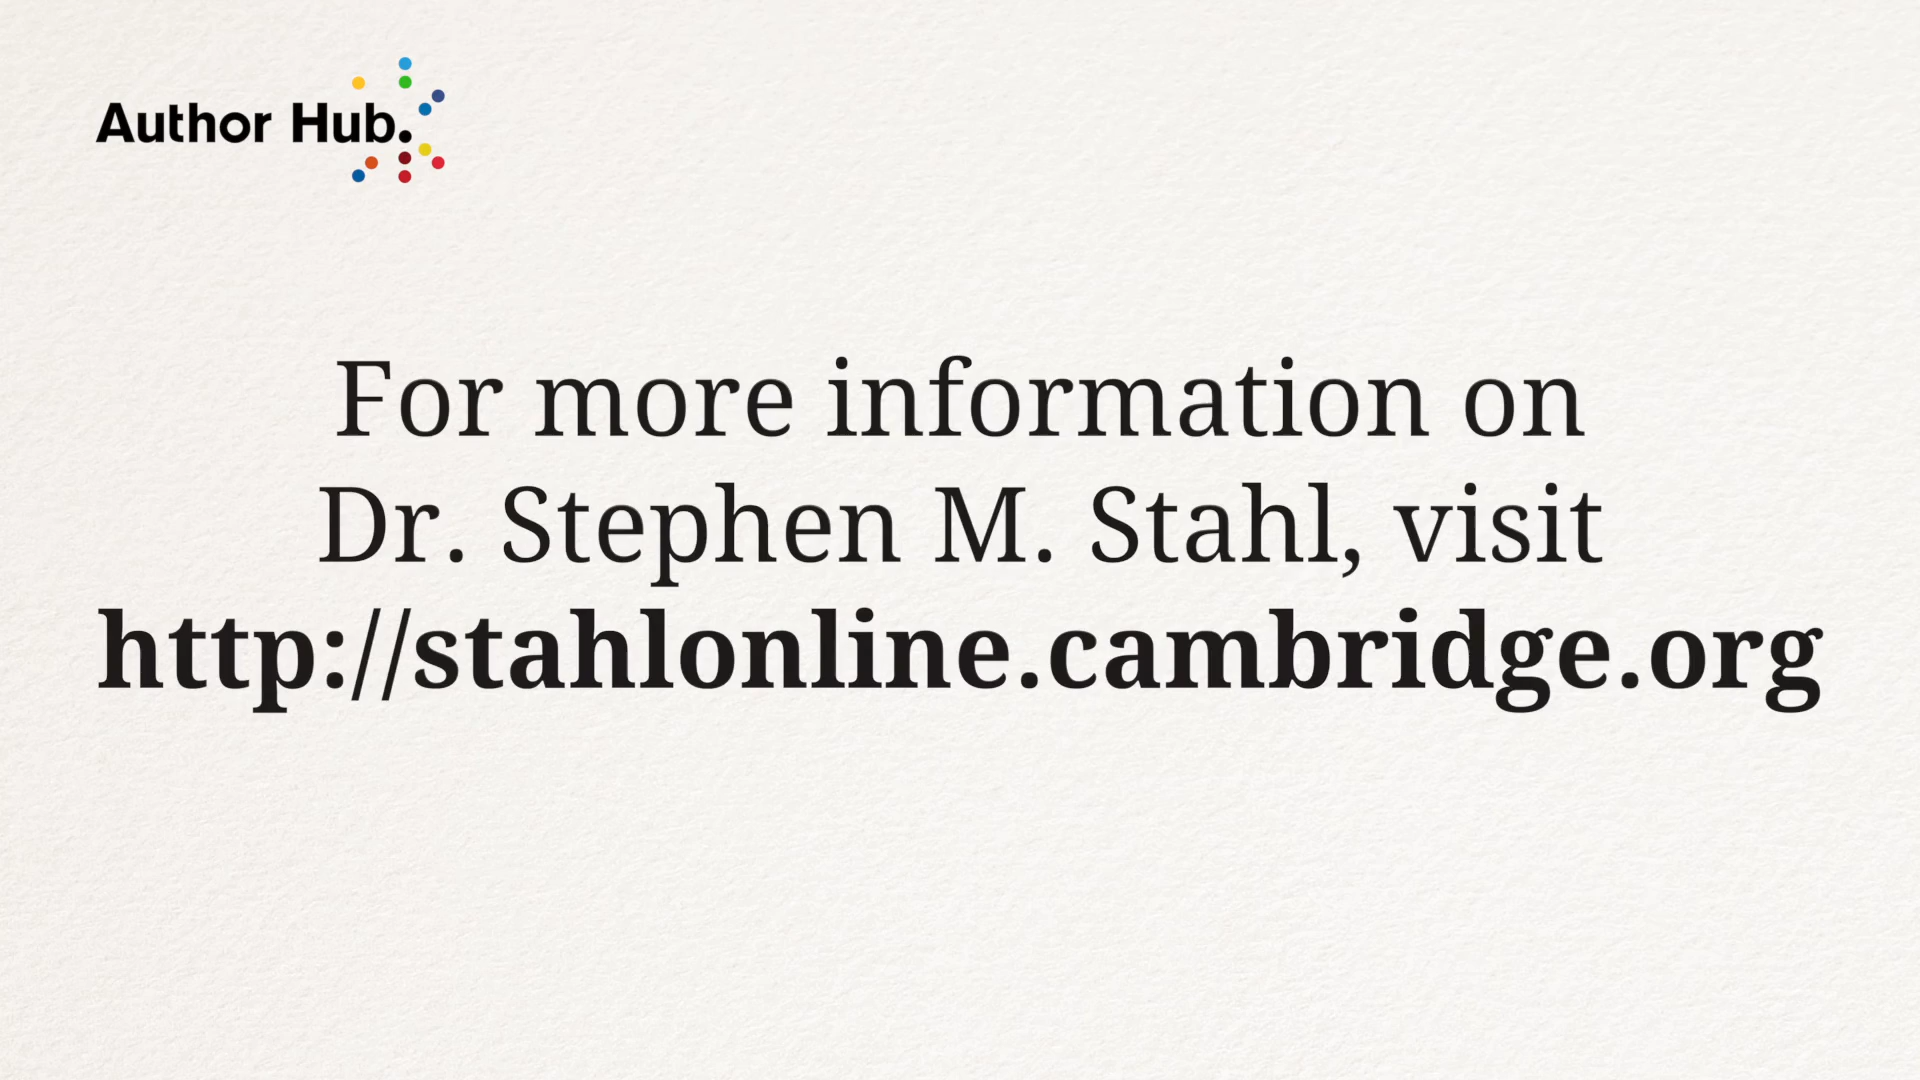 Author Hub.
For more information on
Dr. Stephen M. Stahl, visit
http://stahlonline.cambridge.org